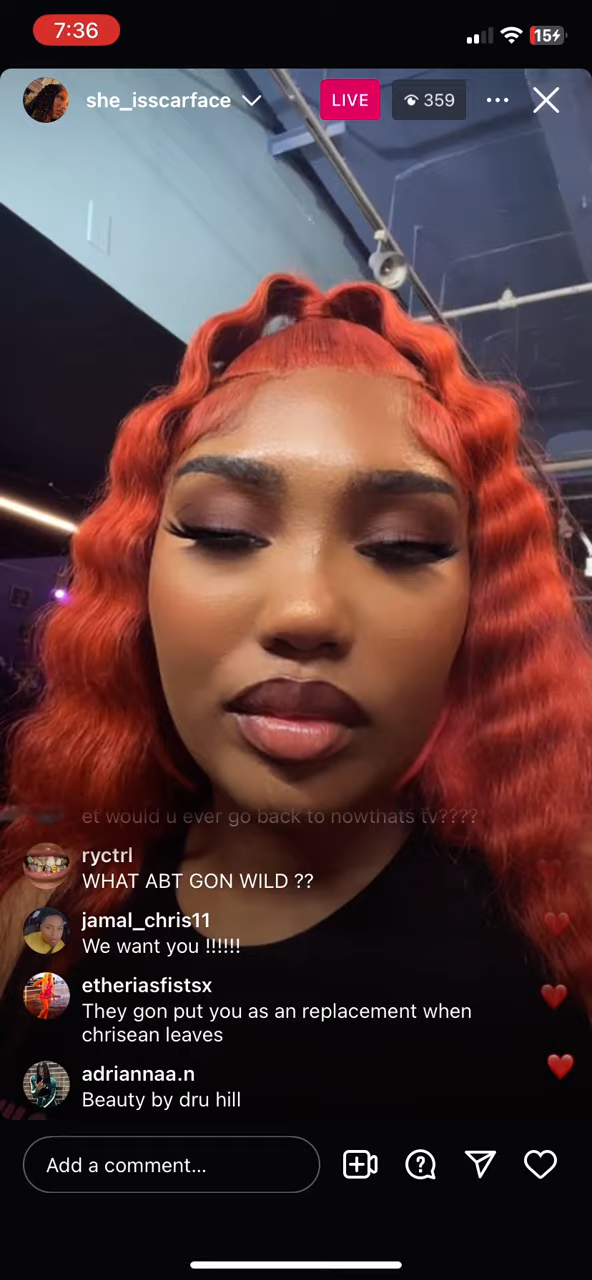 7:36
15
she_isscarface
LIVE
359
et would u ever go back to nowthats tv????
ryctrl
WHAT ABT GON WILD ??
jamal_chris11
We want you !!!!!!
etheriasfistsx
They gon put you as an replacement when
chrisean leaves
adriannaa.n
Beauty by dru hill
Add a comment...